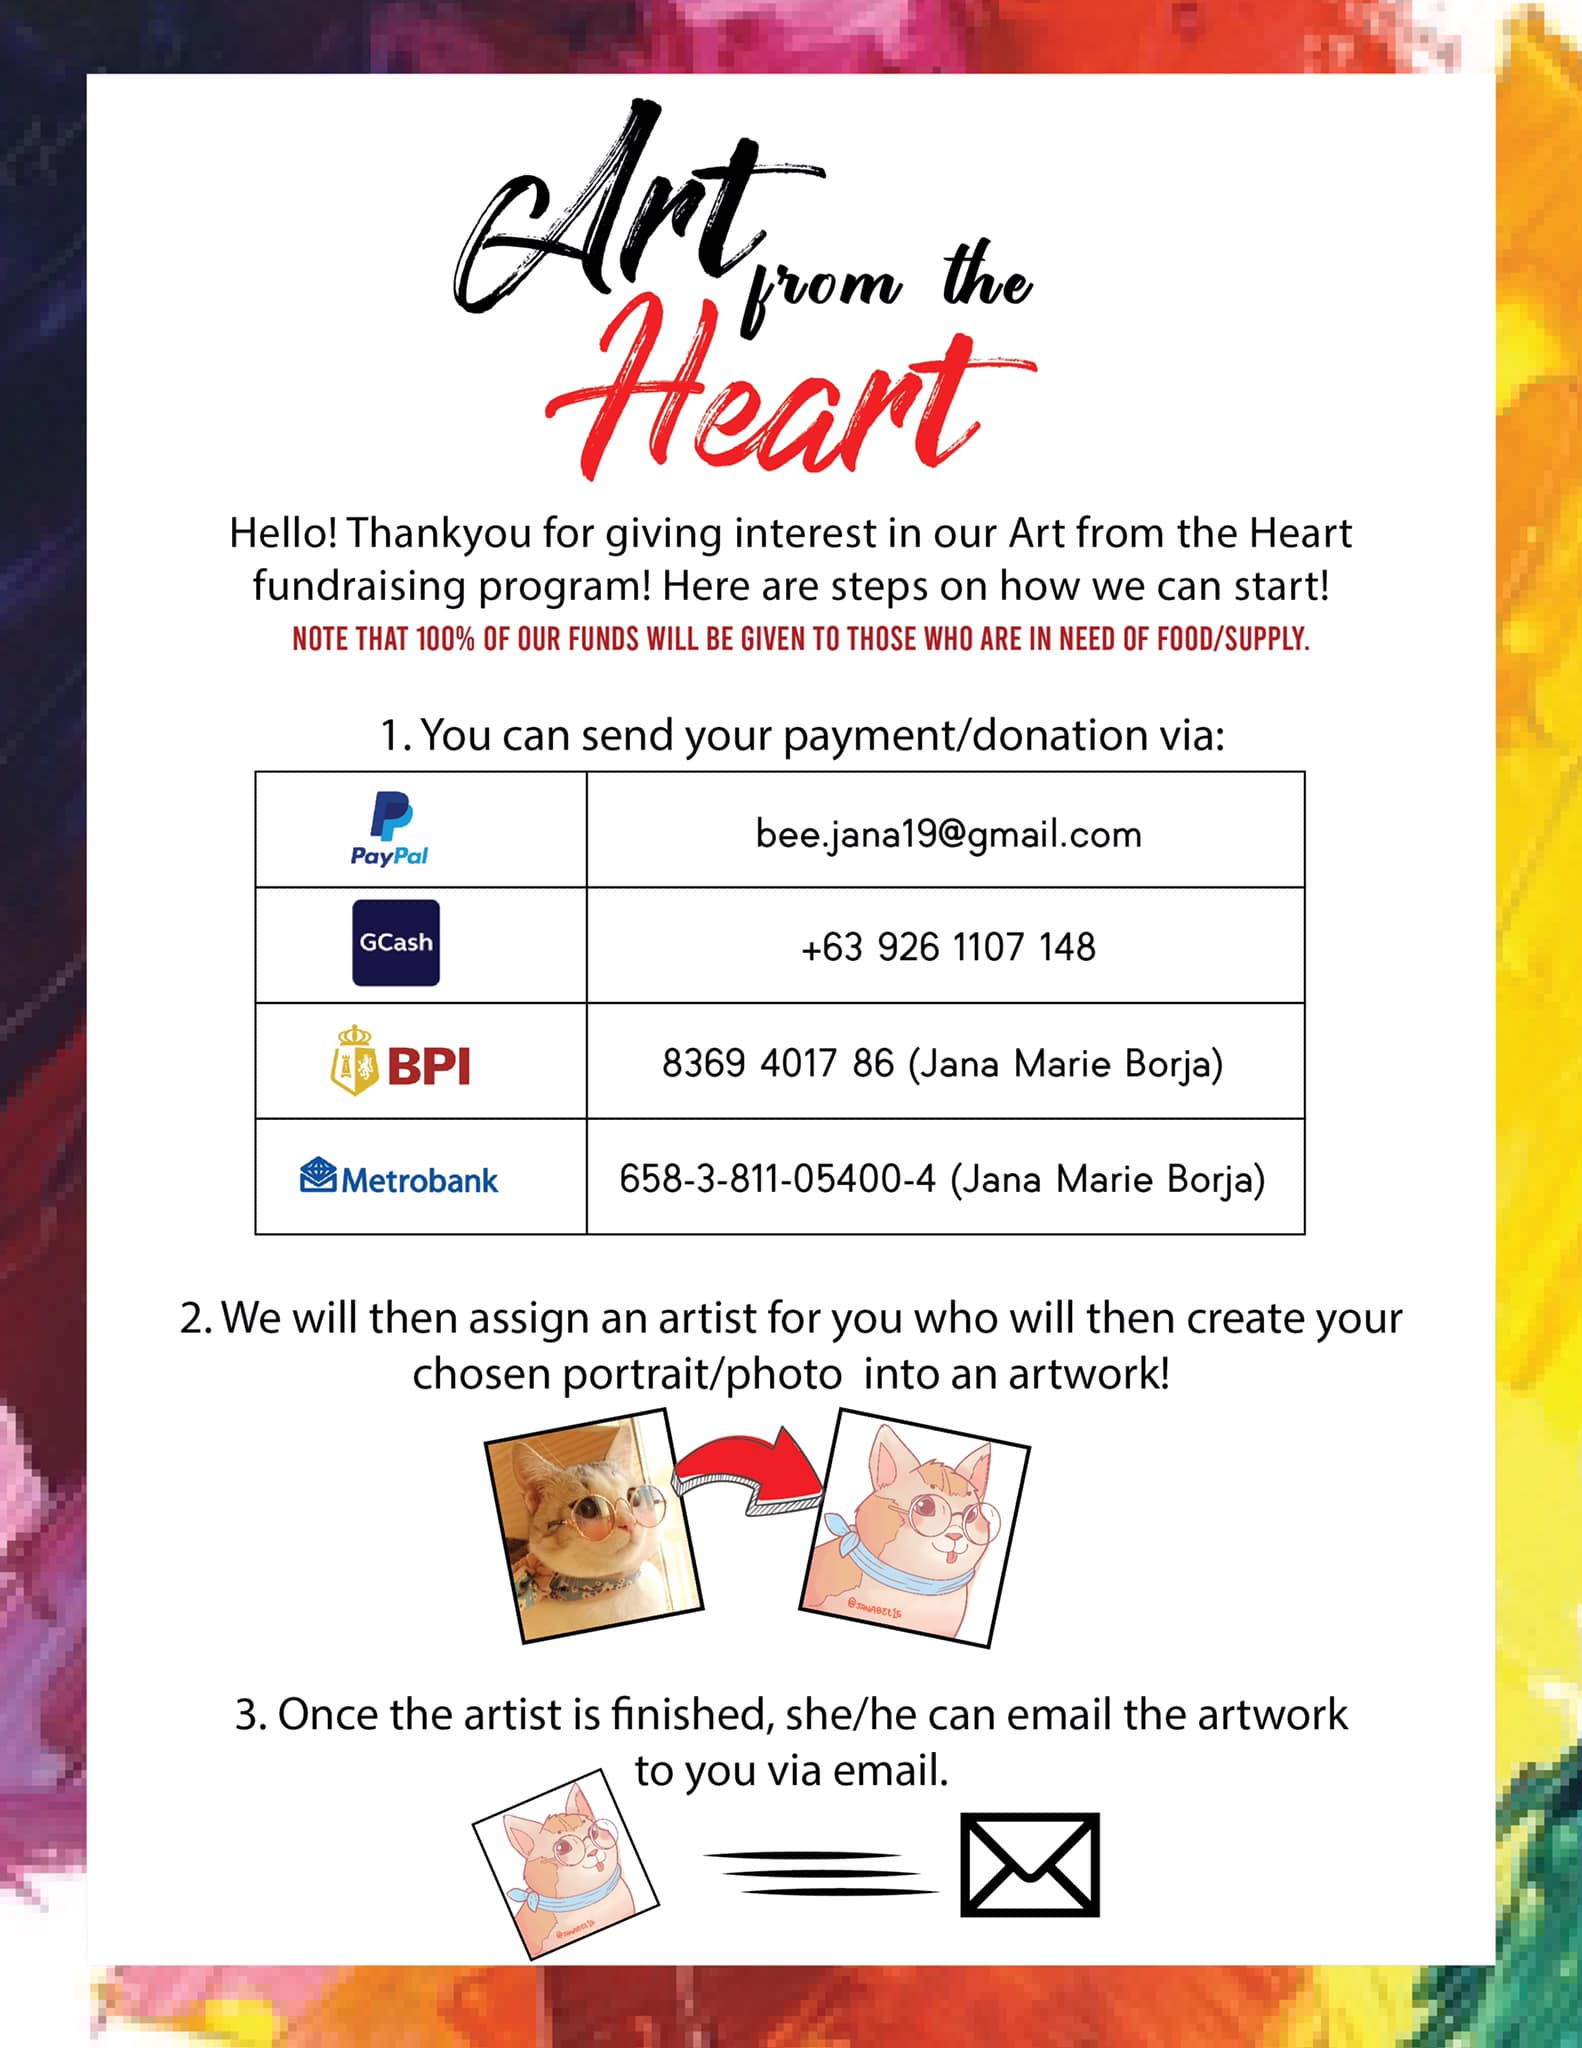 Art
from the
Heart
Hello! Thankyou for giving interest in our Art from the Heart
fundraising program! Here are steps on how we can start!
NOTE THAT 100% OF OUR FUNDS WILL BE GIVEN TO THOSE WHO ARE IN NEED OF FOOD/SUPPLY.
1. You can send your payment/donation via:
PayPal
bee.jana19@gmail.com
GCash
+63 926 1107 148
BPI
8369 4017 86 (Jana Marie Borja)
Metrobank
658-3-811-05400-4 (Jana Marie Borja)
2. We will then assign an artist for you who will then create your
chosen portrait/photo into an artwork!
@JANABEE15
3. Once the artist is finished, she/he can email the artwork
to you via email.
@JANABEE15